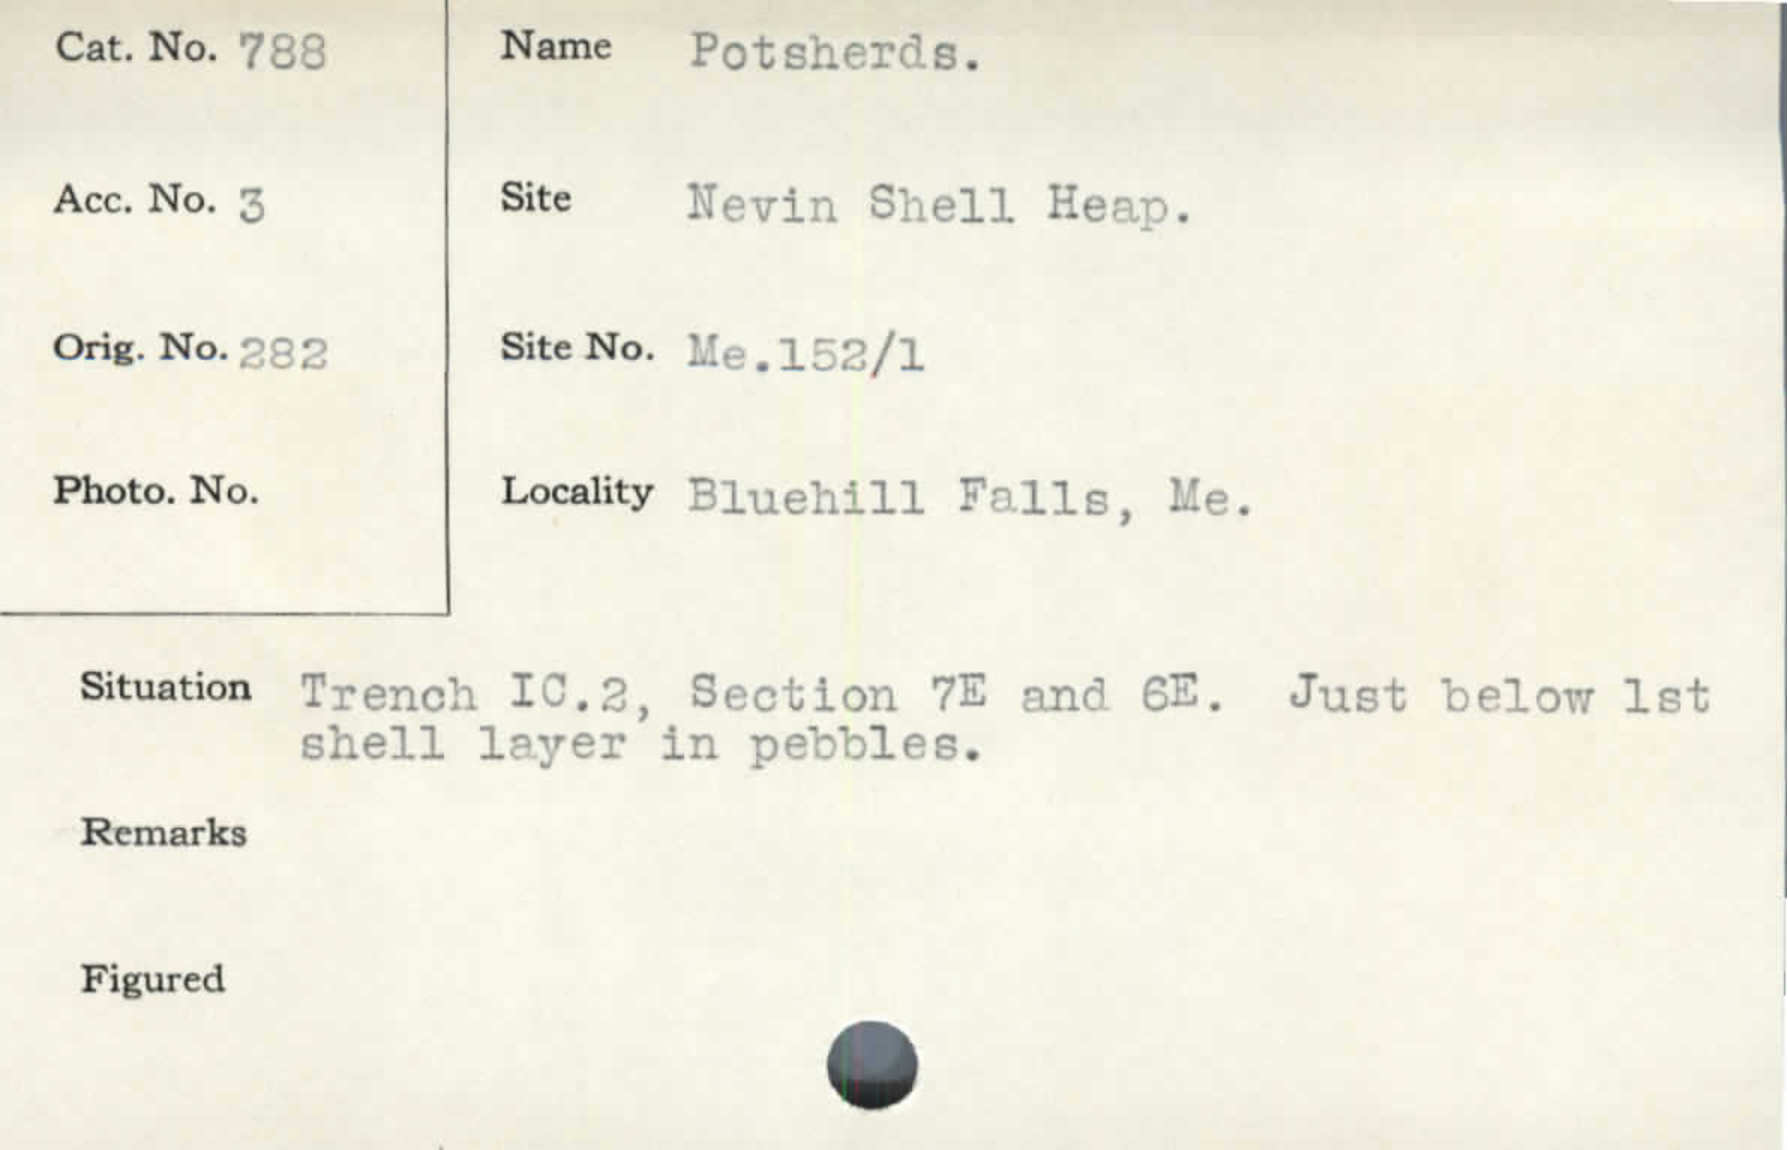 Cat. No. 788
Name Potsherds.
Acc. No. 3
Site Nevin Shell Heap.
Orig. No. 282
Site No. Me.152/1
Photo. No.
Locality Bluehill Falls, Me.
Situation Trench IC.2, Section 7E and 6E. Just below 1st
shell layer in pebbles.
Remarks
Figured